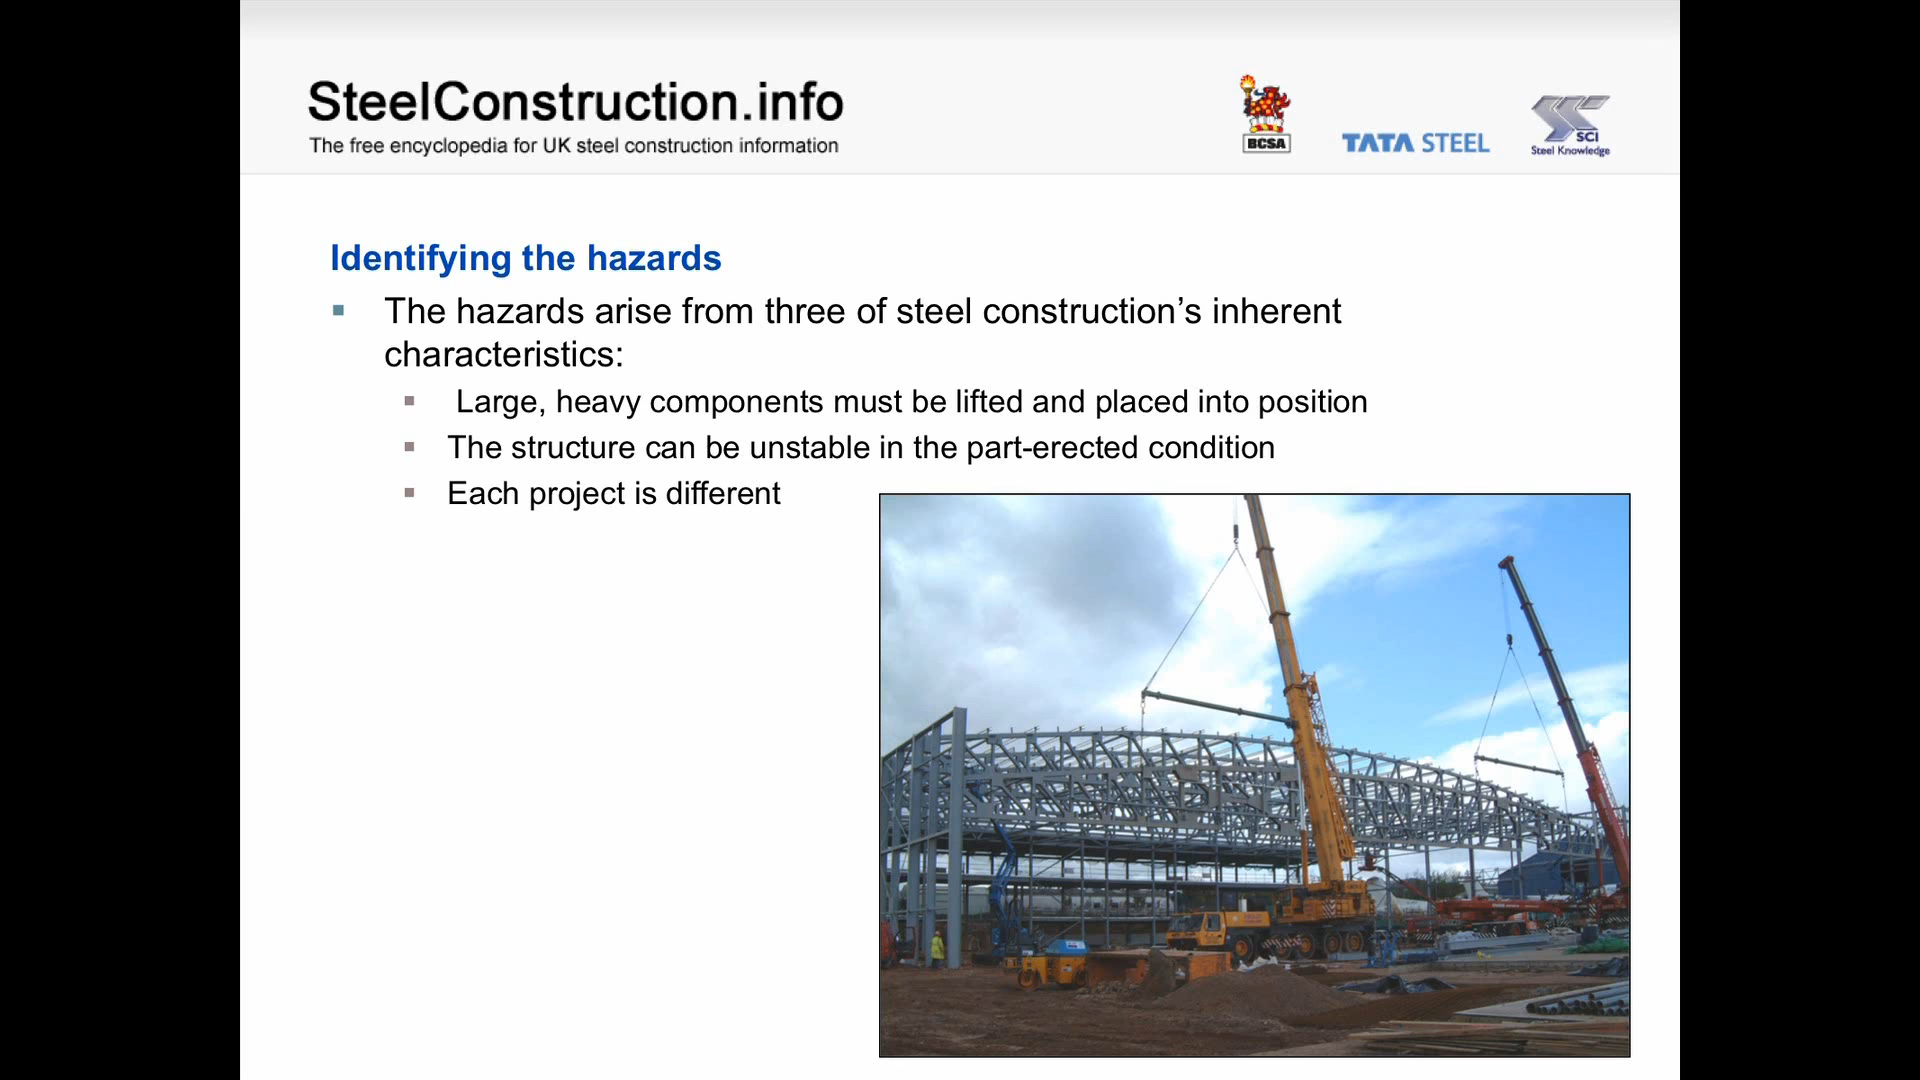 SteelConstruction.info
The free encyclopedia for UK steel construction information
BCSA
TATA STEEL
SCI
Steel Knowledge
Identifying the hazards
The hazards arise from three of steel construction’s inherent
characteristics:
Large, heavy components must be lifted and placed into position
The structure can be unstable in the part-erected condition
Each project is different